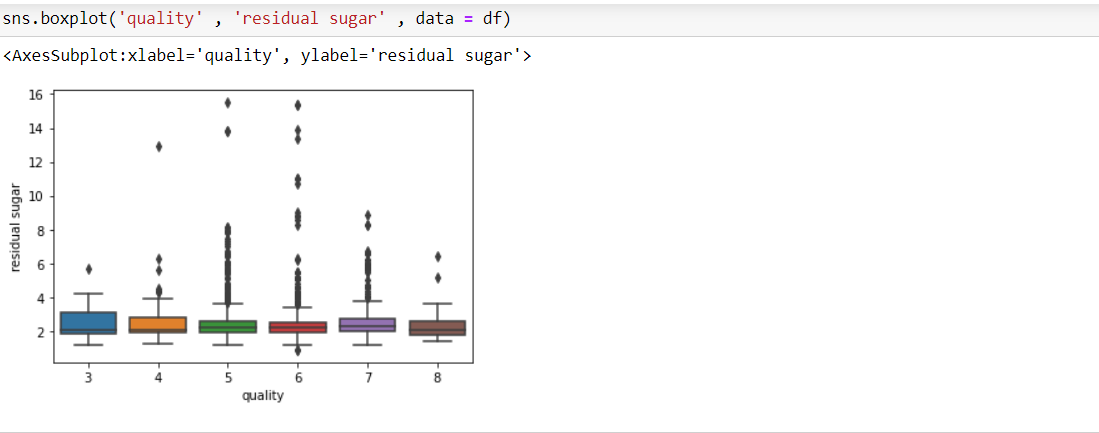 sns.boxplot('quality' , 'residual sugar' , data = df)
<AxesSubplot:xlabel='quality', ylabel='residual sugar'>
16
14
12
10
8
6
4
2
residual sugar
3 4 5 6 7 8
quality